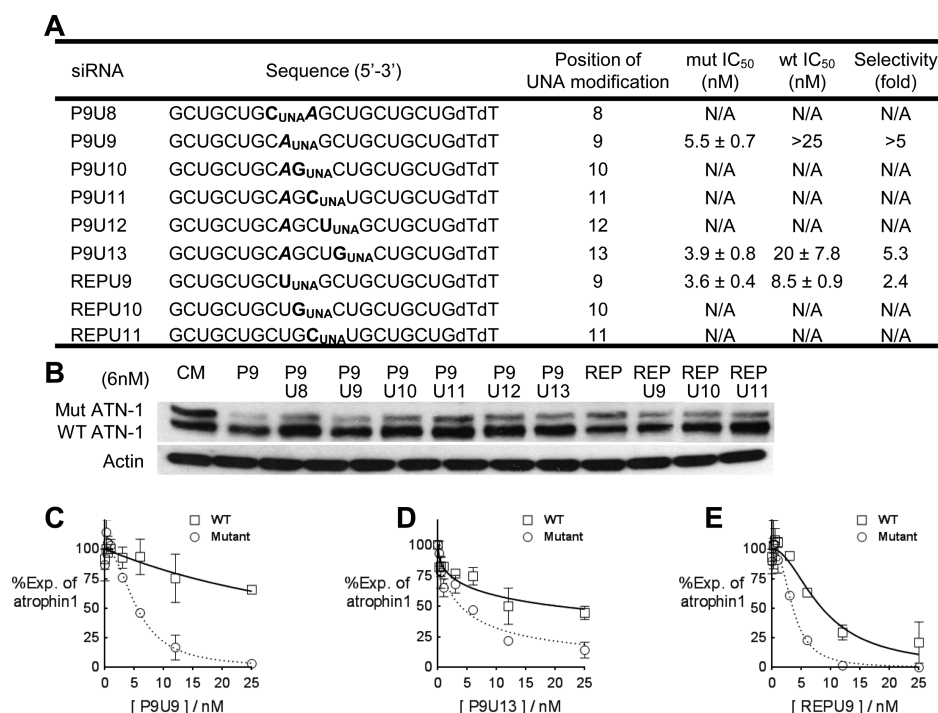 A
siRNA Sequence (5'-3') Position of UNA modification mut IC50 (nM) wt IC50 (nM) Selectivity (fold)
P9U8 GCUGCUGCUNAAGCUGCUGCUGdTdT 8 N/A N/A N/A
P9U9 GCUGCUGCAUNAGCUGCUGCUGdTdT 9 5.5 ± 0.7 >25 >5
P9U10 GCUGCUGCAGUNACUGCUGCUGdTdT 10 N/A N/A N/A
P9U11 GCUGCUGCAGCUNAUGCUGCUGdTdT 11 N/A N/A N/A
P9U12 GCUGCUGCAGCUUNAGCUGCUGdTdT 12 N/A N/A N/A
P9U13 GCUGCUGCAGCUGUNACUGCUGdTdT 13 3.9 ± 0.8 20 ± 7.8 5.3
REPU9 GCUGCUGCUUNAGCUGCUGCUGdTdT 9 3.6 ± 0.4 8.5 ± 0.9 2.4
REPU10 GCUGCUGCUGUNACUGCUGCUGdTdT 10 N/A N/A N/A
REPU11 GCUGCUGCUGCUNAUGCUGCUGdTdT 11 N/A N/A N/A
B
(6nM) CM P9 P9 U8 P9 U9 P9 U10 P9 U11 P9 U12 P9 U13 REP REP U9 REP U10 REP U11
Mut ATN-1
WT ATN-1
Actin
C
WT
Mutant
%Exp. of atrophin1
100
75
50
25
0
0 5 10 15 20 25
[ P9U9 ] / nM
D
WT
Mutant
%Exp. of atrophin1
100
75
50
25
0
0 5 10 15 20 25
[ P9U13 ] / nM
E
WT
Mutant
%Exp. of atrophin1
100
75
50
25
0
0 5 10 15 20 25
[ REPU9 ] / nM